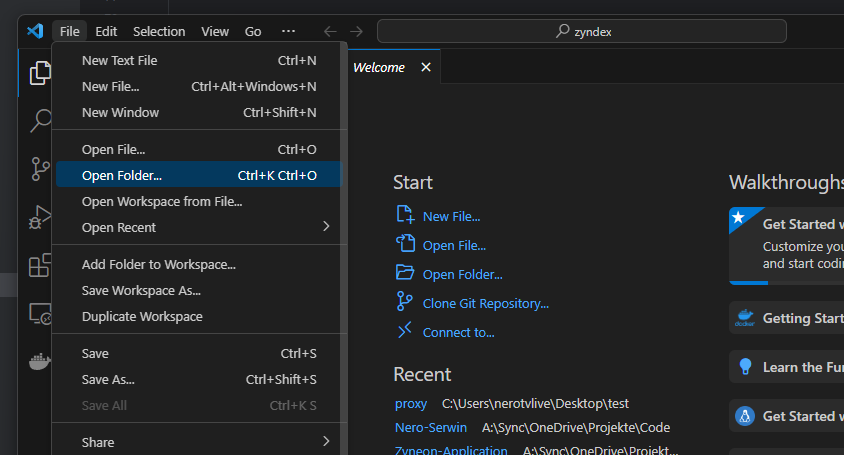 File Edit Selection View Go ···
zyndex
New Text File Ctrl+N
New File... Ctrl+Alt+Windows+N
New Window Ctrl+Shift+N
Open File... Ctrl+O
Open Folder... Ctrl+K Ctrl+O
Open Workspace from File...
Open Recent
Add Folder to Workspace...
Save Workspace As...
Duplicate Workspace
Save Ctrl+S
Save As... Ctrl+Shift+S
Save All Ctrl+K S
Share
Welcome
Start
New File...
Open File...
Open Folder...
Clone Git Repository...
Connect to...
Recent
proxy C:\Users\nerotvlive\Desktop\test
Nero-Serwin A:\Sync\OneDrive\Projekte\Code
Zyneon-Application A:\Sync\OneDrive\Projekt...
Walkthroughs
Get Started w
Customize you
and start codin
docker
Getting Start
Learn the Fun
Get Started w